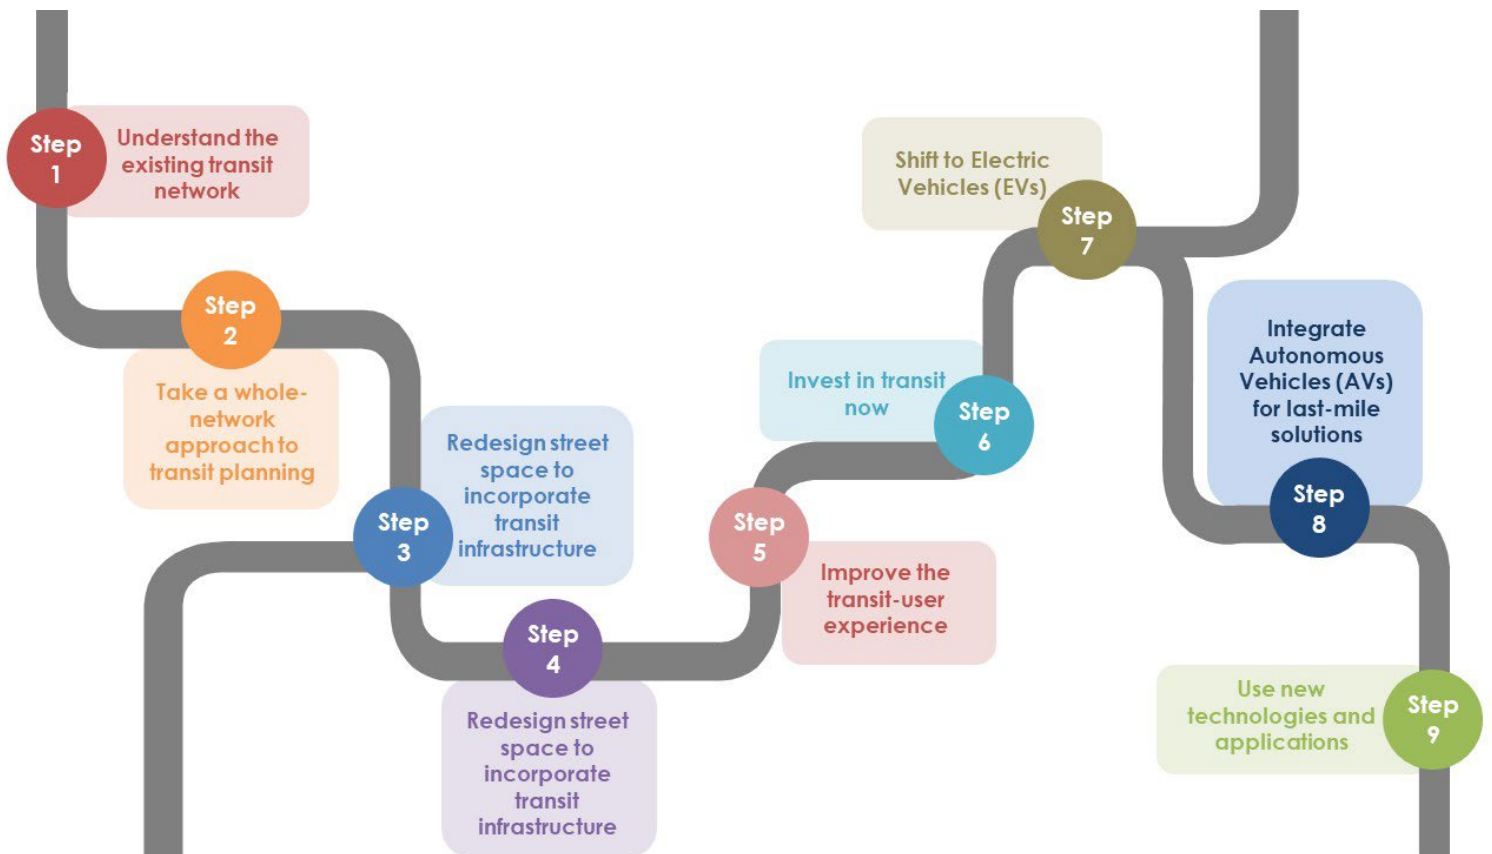 Step
1
Understand the
existing transit
network
Step
2
Take a whole-
network
approach to
transit planning
Step
3
Redesign street
space to
incorporate
transit
infrastructure
Step
4
Redesign street
space to
incorporate
transit
infrastructure
Step
5
Improve the
transit-user
experience
Step
6
Invest in transit
now
Step
7
Shift to Electric
Vehicles (EVs)
Step
8
Integrate
Autonomous
Vehicles (AVs)
for last-mile
solutions
Step
9
Use new
technologies and
applications